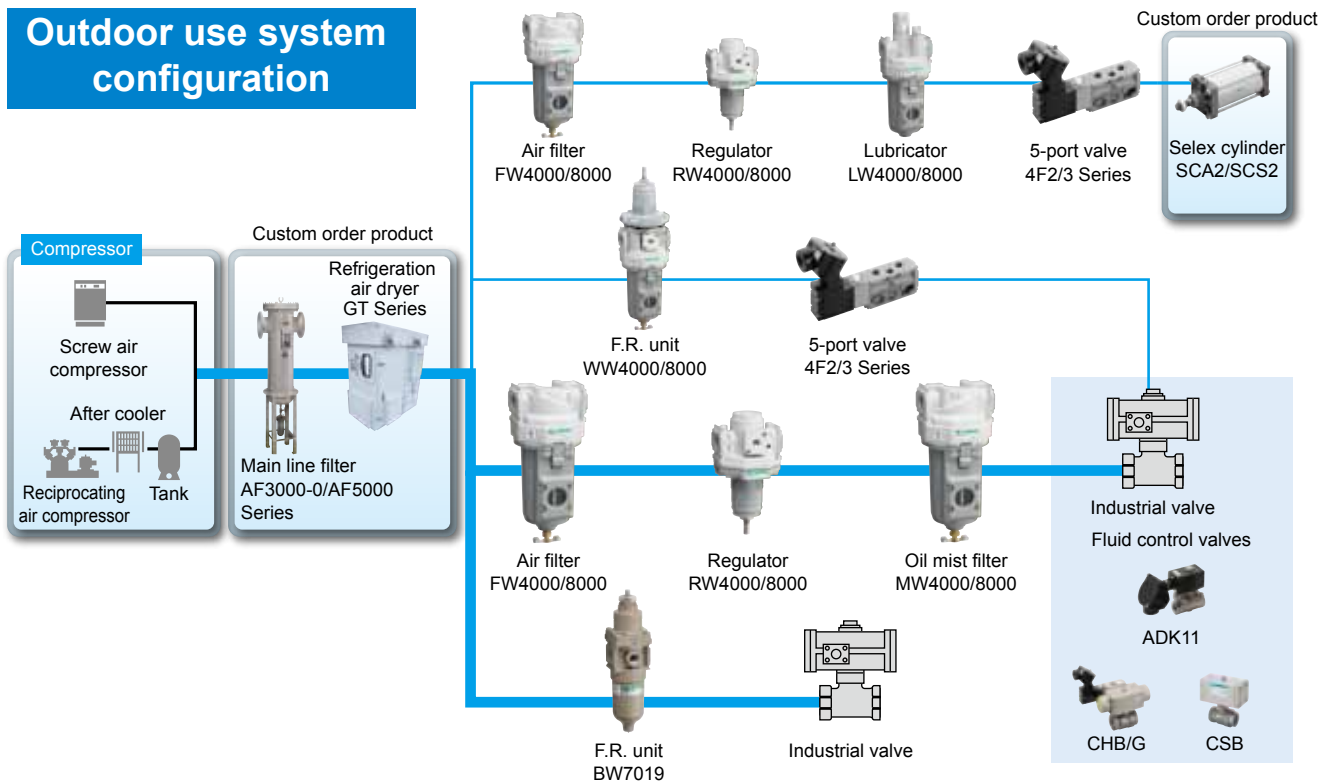 Outdoor use system
configuration
Custom order product
Air filter
FW4000/8000
Regulator
RW4000/8000
Lubricator
LW4000/8000
5-port valve
4F2/3 Series
Selex cylinder
SCA2/SCS2
Compressor
Screw air
compressor
After cooler
Reciprocating
air compressor
Tank
Custom order product
Refrigeration
air dryer
GT Series
Main line filter
AF3000-0/AF5000
Series
F.R. unit
WW4000/8000
5-port valve
4F2/3 Series
Air filter
FW4000/8000
Regulator
RW4000/8000
Oil mist filter
MW4000/8000
Industrial valve
Fluid control valves
ADK11
CHB/G
CSB
F.R. unit
BW7019
Industrial valve